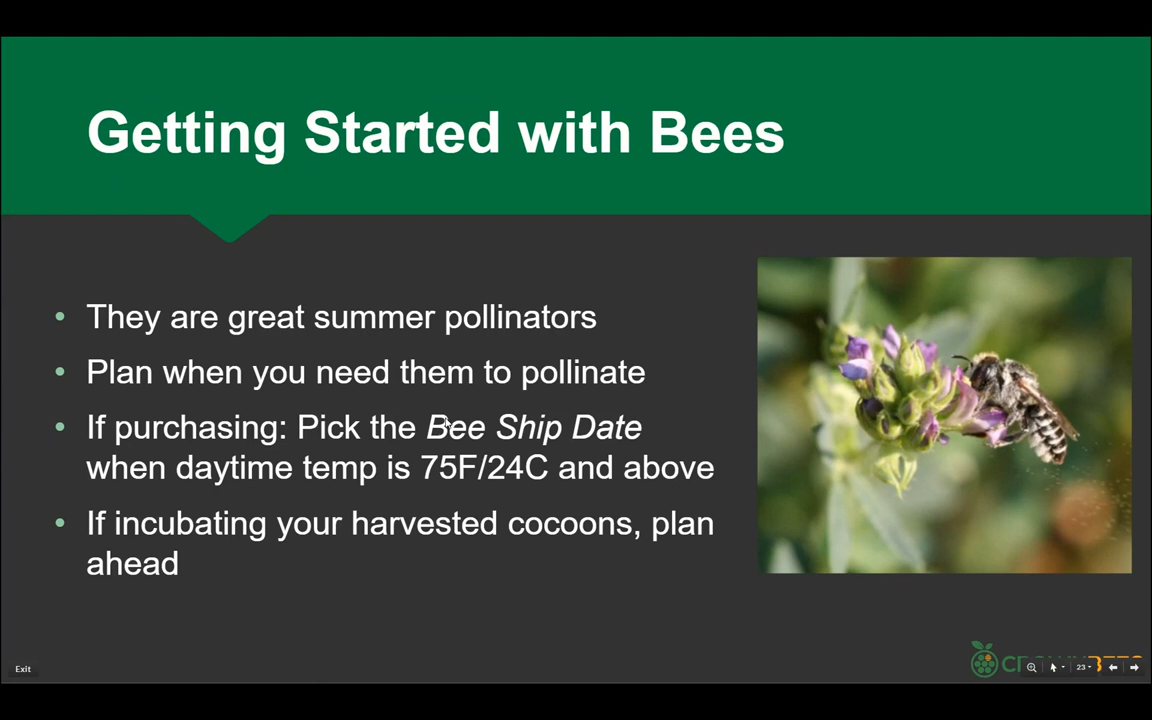 Getting Started with Bees
• They are great summer pollinators
• Plan when you need them to pollinate
• If purchasing: Pick the Bee Ship Date
when daytime temp is 75F/24C and above
• If incubating your harvested cocoons, plan
ahead
Exit
23